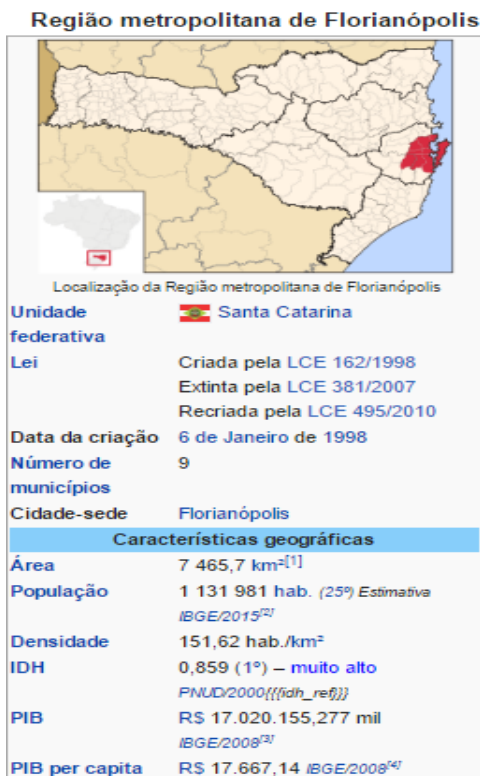 Região metropolitana de Florianópolis
Localização da Região metropolitana de Florianópolis
Unidade federativa Santa Catarina
Lei Criada pela LCE 162/1998
Extinta pela LCE 381/2007
Recriada pela LCE 495/2010
Data da criação 6 de Janeiro de 1998
Número de municípios 9
Cidade-sede Florianópolis
Características geográficas
Área 7 465,7 km²[1]
População 1 131 981 hab. (25º) Estimativa
IBGE/2015[2]
Densidade 151,62 hab./km²
IDH 0,859 (1º) – muito alto
PNUD/2000{{{idh_ref}}}
PIB R$ 17.020.155,277 mil
IBGE/2008[3]
PIB per capita R$ 17.667,14 IBGE/2008[4]